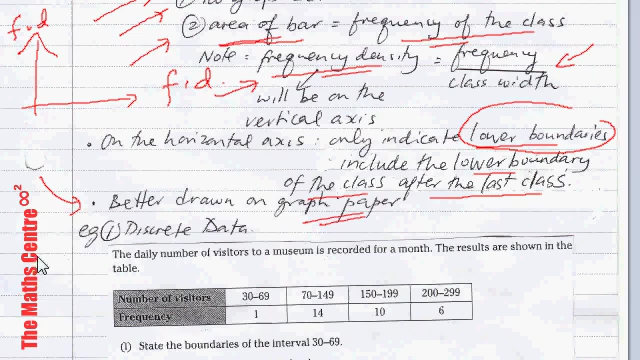 ② area of bar = frequency of the class
Note = frequency density = frequency
class width
f.d
f.d.
will be on the
vertical axis
• On the horizontal axis : only indicate lower boundaries
: include the lower boundary
of the class after the last class.
• Better drawn on graph paper
eg ① Discrete Data.
The daily number of visitors to a museum is recorded for a month. The results are shown in the
table.
Number of visitors 30–69 70–149 150–199 200–299
Frequency 1 14 10 6
(i) State the boundaries of the interval 30–69.
The Maths Centre ∞²